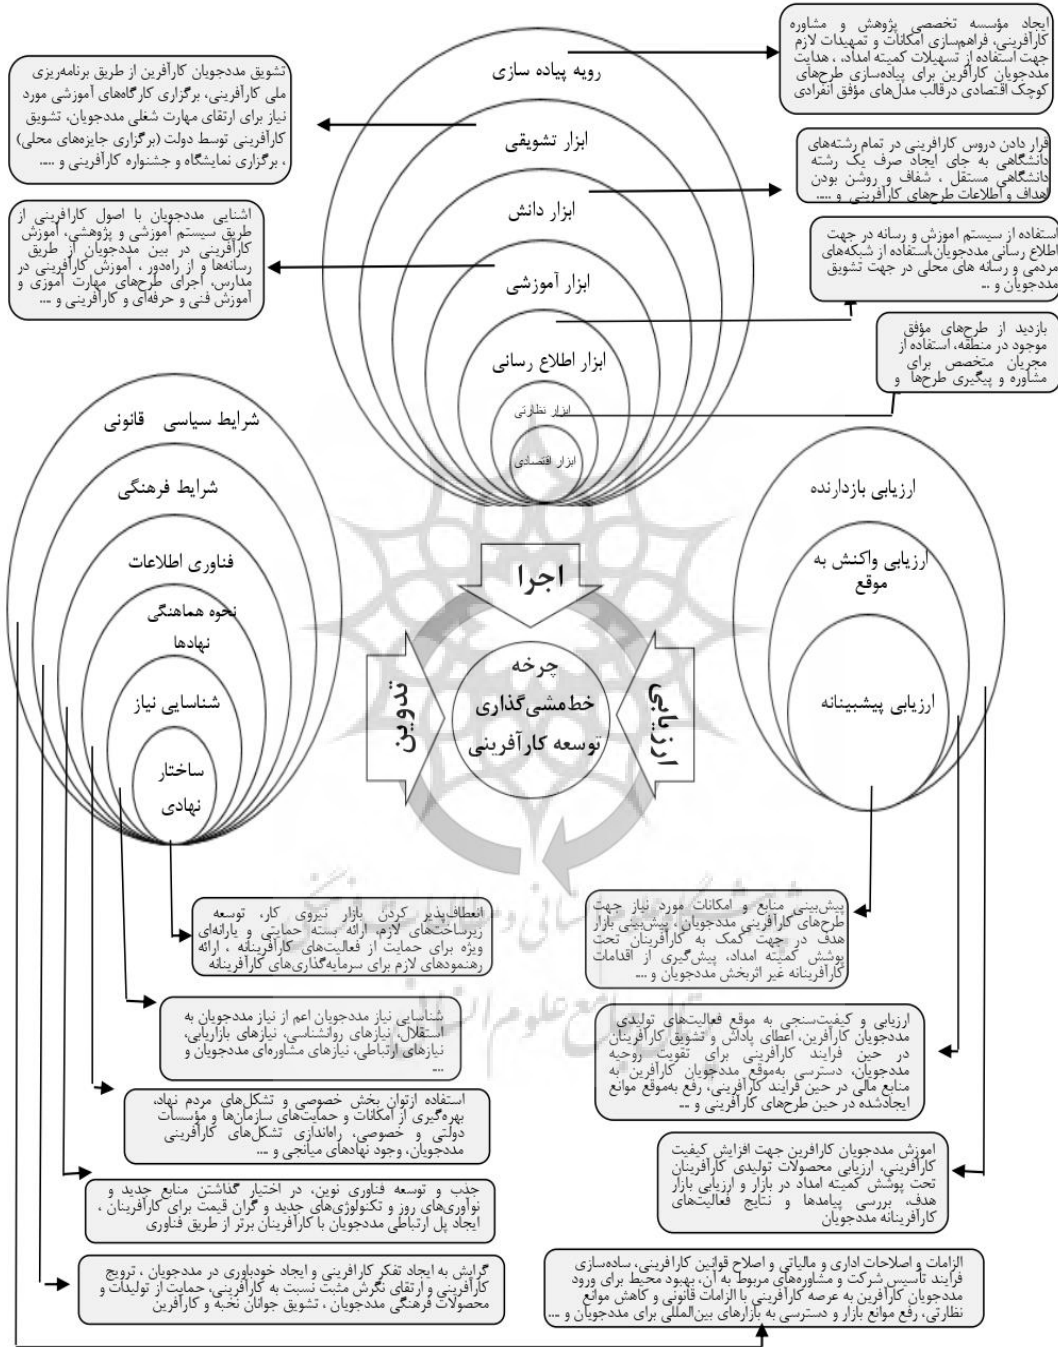 ایجاد مؤسسه تخصصی پژوهش و مشاوره
کارآفرینی، فراهم‌سازی امکانات و تمهیدات لازم
جهت استفاده از تسهیلات کمیته امداد، ، هدایت
مددجویان کارآفرین برای پیاده‌سازی طرح‌های
کوچک اقتصادی درقالب مدل‌های مؤفق انفرادی
رویه پیاده سازی
تشویق مددجویان کارآفرین از طریق برنامه‌ریزی
ملی کارآفرینی، برگزاری کارگاه‌های آموزشی مورد
نیاز برای ارتقای مهارت شغلی مددجویان، تشویق
کارآفرینی توسط دولت (برگزاری جایزه‌های محلی)
، برگزاری نمایشگاه و جشنواره کارآفرینی و .....
ابزار تشویقی
قرار دادن دروس کارافرینی در تمام رشته‌های
دانشگاهی به جای ایجاد صرف یک رشته
دانشگاهی مستقل ، شفاف و روشن بودن
اهداف و اطلاعات طرح‌های کارآفرینی و .....
ابزار دانش
اشنایی مددجویان با اصول کارافرینی از
طریق سیستم آموزشی و پژوهشی، آموزش
کارآفرینی در بین مددجویان از طریق
رسانه‌ها و از راه‌دور ، آموزش کارآفرینی در
مدارس، اجرای طرح‌های مهارت آموزی و
آموزش فنی و حرفه‌ای و کارآفرینی و ....
ابزار آموزشی
استفاده از سیستم اموزش و رسانه در جهت
اطلاع رسانی مددجویان،استفاده از شبکه‌های
مردمی و رسانه های محلی در جهت تشویق
مددجویان و ...
ابزار اطلاع رسانی
بازدید از طرح‌های مؤفق
موجود در منطقه، استفاده از
مجریان متخصص برای
مشاوره و پیگیری طرح‌ها و
ابزار نظارتی
ابزار اقتصادی
شرایط سیاسی قانونی
شرایط فرهنگی
فناوری اطلاعات
نحوه هماهنگی
نهادها
شناسایی نیاز
ساختار
نهادی
ارزیابی بازدارنده
ارزیابی واکنش به
موقع
ارزیابی پیشبینانه
اجرا
تدوین
ارزیابی
چرخه
خط‌مشی‌گذاری
توسعه کارآفرینی
انعطاف‌پذیر کردن بازار نیروی کار، توسعه
زیرساخت‌های لازم، ارائه بسته حمایتی و یارانه‌ای
ویژه برای حمایت از فعالیت‌های کارآفرینانه ، ارائه
رهنمودهای لازم برای سرمایه‌گذاری‌های کارآفرینانه
پیش‌بینی منابع و امکانات مورد نیاز جهت
طرح‌های کارآفرینی مددجویان ، پیش‌بینی بازار
هدف در جهت کمک به کارآفرینان تحت
پوشش کمیته امداد، پیش‌گیری از اقدامات
کارآفرینانه غیر اثربخش مددجویان و ....
شناسایی نیاز مددجویان اعم از نیاز مددجویان به
استقلال، نیازهای روانشناسی، نیازهای بازاریابی،
نیازهای ارتباطی، نیازهای مشاوره‌ای مددجویان و
....
ارزیابی و کیفیت‌سنجی به موقع فعالیت‌های تولیدی
مددجویان کارآفرین، اعطای پاداش و تشویق کارآفرینان
در حین فرایند کارآفرینی برای تقویت روحیه
مددجویان، دسترسی به‌موقع مددجویان کارآفرین به
منابع مالی در حین فرایند کارآفرینی، رفع به‌موقع موانع
ایجادشده در حین طرح‌های کارآفرینی و ...
استفاده ازتوان بخش خصوصی و تشکل‌های مردم نهاد،
بهره‌گیری از امکانات و حمایت‌های سازمان‌ها و مؤسسات
دولتی و خصوصی، راه‌اندازی تشکل‌های کارآفرینی
مددجویان، وجود نهادهای میانجی و ....
اموزش مددجویان کارافرین جهت افزایش کیفیت
کارآفرینی، ارزیابی محصولات تولیدی کارآفرینان
تحت پوشش کمیته امداد در بازار و ارزیابی بازار
هدف، بررسی پیامدها و نتایج فعالیت‌های
کارآفرینانه مددجویان
جذب و توسعه فناوری نوین، در اختیار گذاشتن منابع جدید و
نوآوری‌های روز و تکنولوژی‌های جدید و گران قیمت برای کارآفرینان ،
ایجاد پل ارتباطی مددجویان با کارآفرینان برتر از طریق فناوری
گرایش به ایجاد تفکر کارافرینی و ایجاد خودباوری در مددجویان ، ترویج
کارآفرینی و ارتقای نگرش مثبت نسبت به کارآفرینی، حمایت از تولیدات و
محصولات فرهنگی مددجویان ، تشویق جوانان نخبه و کارآفرین
الزامات و اصلاحات اداری و مالیاتی و اصلاح قوانین کارافرینی، ساده‌سازی
فرایند تأسیس شرکت و مشاوره‌های مربوط به آن، بهبود محیط برای ورود
مددجویان کارآفرین به عرصه کارآفرینی با الزامات قانونی و کاهش موانع
نظارتی، رفع موانع بازار و دسترسی به بازارهای بین‌المللی برای مددجویان و ....
پژوهشگاه علوم انسانی و مطالعات فرهنگی
پرتال جامع علوم انسانی